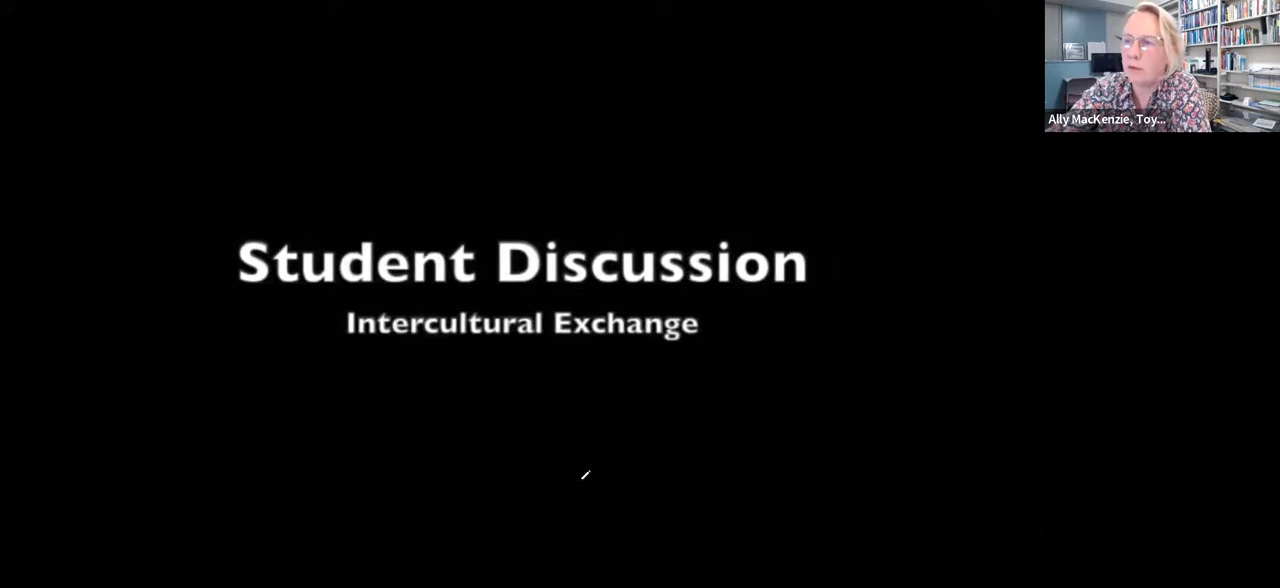 Student Discussion
Intercultural Exchange
Ally MacKenzie, Toy...